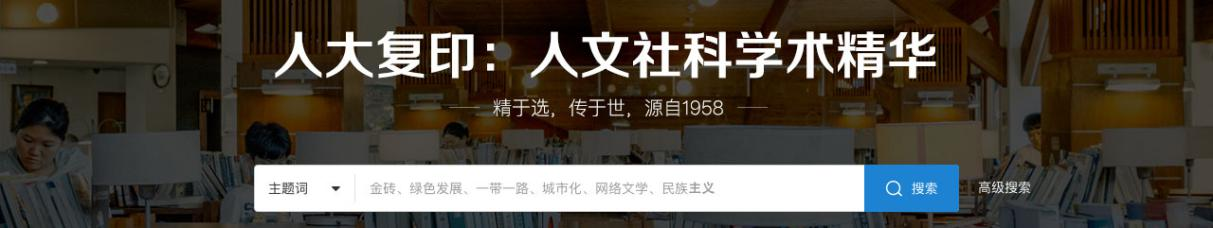 人大复印：人文社科学术精华
精于选，传于世，源自1958
主题词 金砖、绿色发展、一带一路、城市化、网络文学、民族主义 搜索 高级搜索